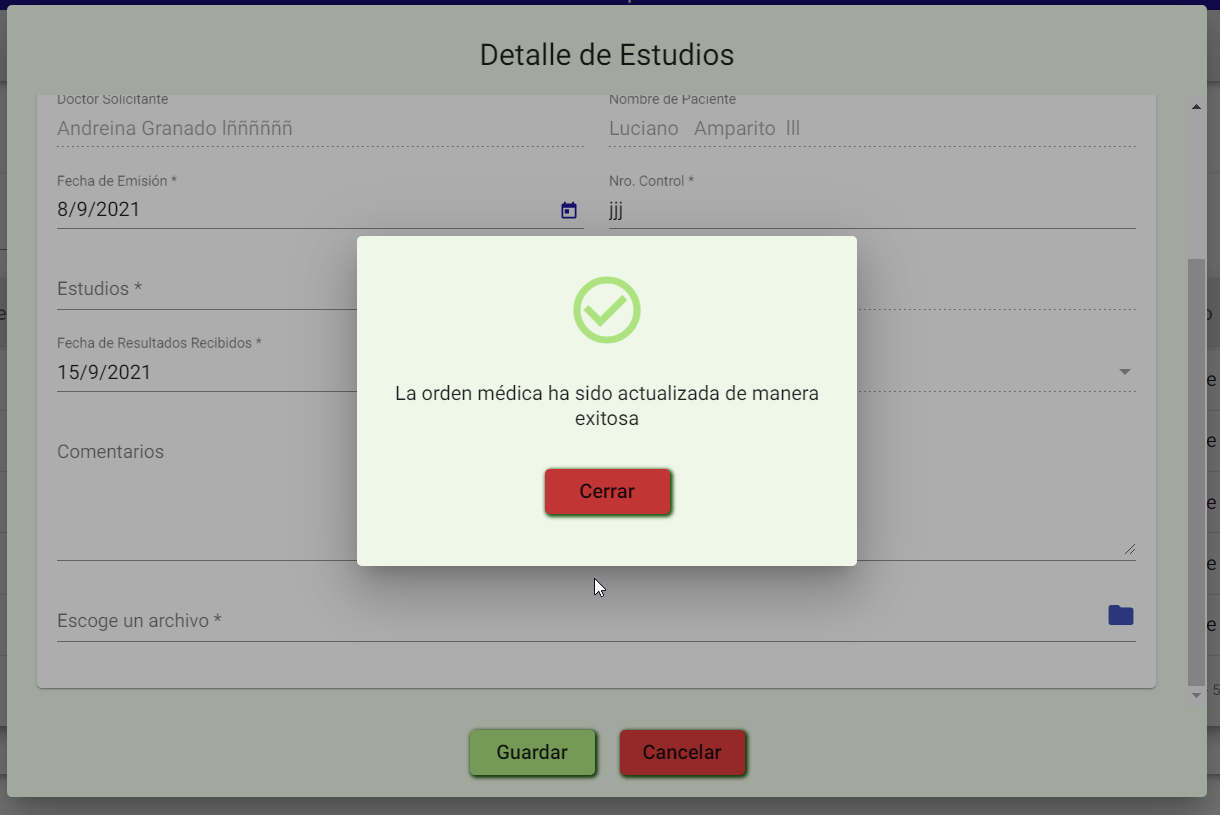 Detalle de Estudios
Doctor Solicitante
Nombre de Paciente
Andreina Granado lññññññ
Luciano Amparito lll
Fecha de Emisión *
Nro. Control *
8/9/2021
jjj
Estudios *
Fecha de Resultados Recibidos *
15/9/2021
La orden médica ha sido actualizada de manera
exitosa
Cerrar
Comentarios
Escoge un archivo *
Guardar
Cancelar